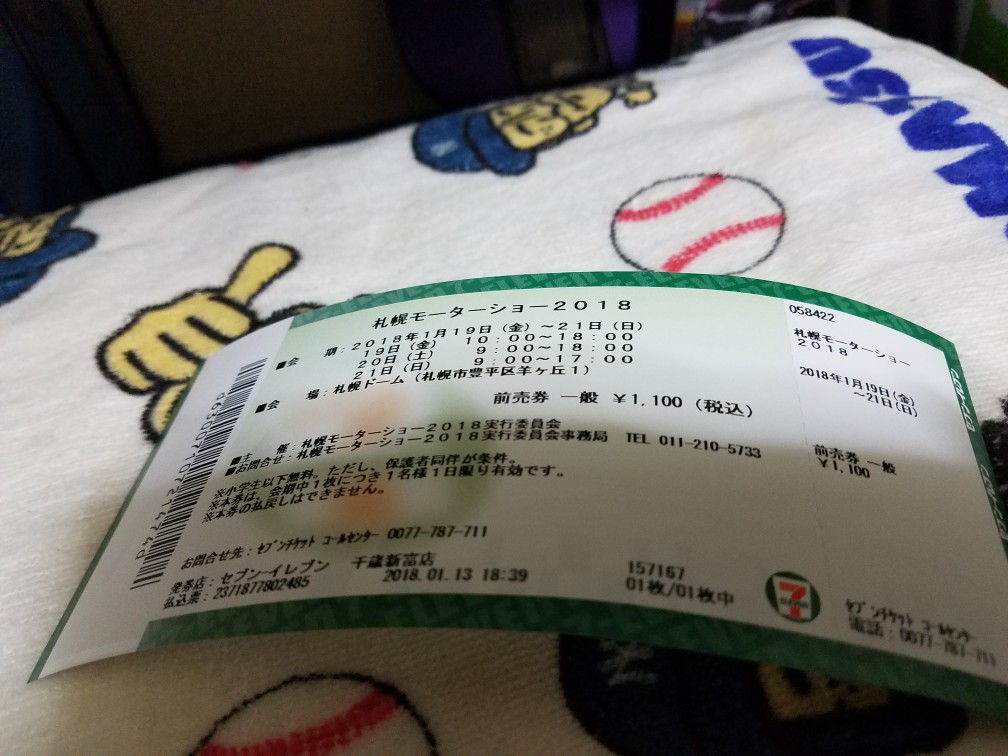 札幌モーターショー2018
■会 期:2018年1月19日(金)~21日(日)
19日(金) 10:00~18:00
20日(土) 9:00~18:00
21日(日) 9:00~17:00
■会 場:札幌ドーム(札幌市豊平区羊ヶ丘1)
前売券 一般 ¥1,100(税込)
■主 催:札幌モーターショー2018実行委員会
■お問合せ:札幌モーターショー2018実行委員会事務局 TEL 011-210-5733
※小学生以下無料。ただし、保護者同伴が条件。
※本券は、会期中1枚につき1名様1日限り有効です。
※本券の払戻しはできません。
お問合せ先:セブンチケット コールセンター 0077-787-711
発券店:セブン-イレブン 千歳新富店
払込票:2371877802485 2018.01.13 18:39
157167
01枚/01枚中
058422
札幌モーターショー
2018
2018年1月19日(金)
~21日(日)
前売券 一般
¥1,100
セブンチケット コールセンター
電話:0077-787-711
7